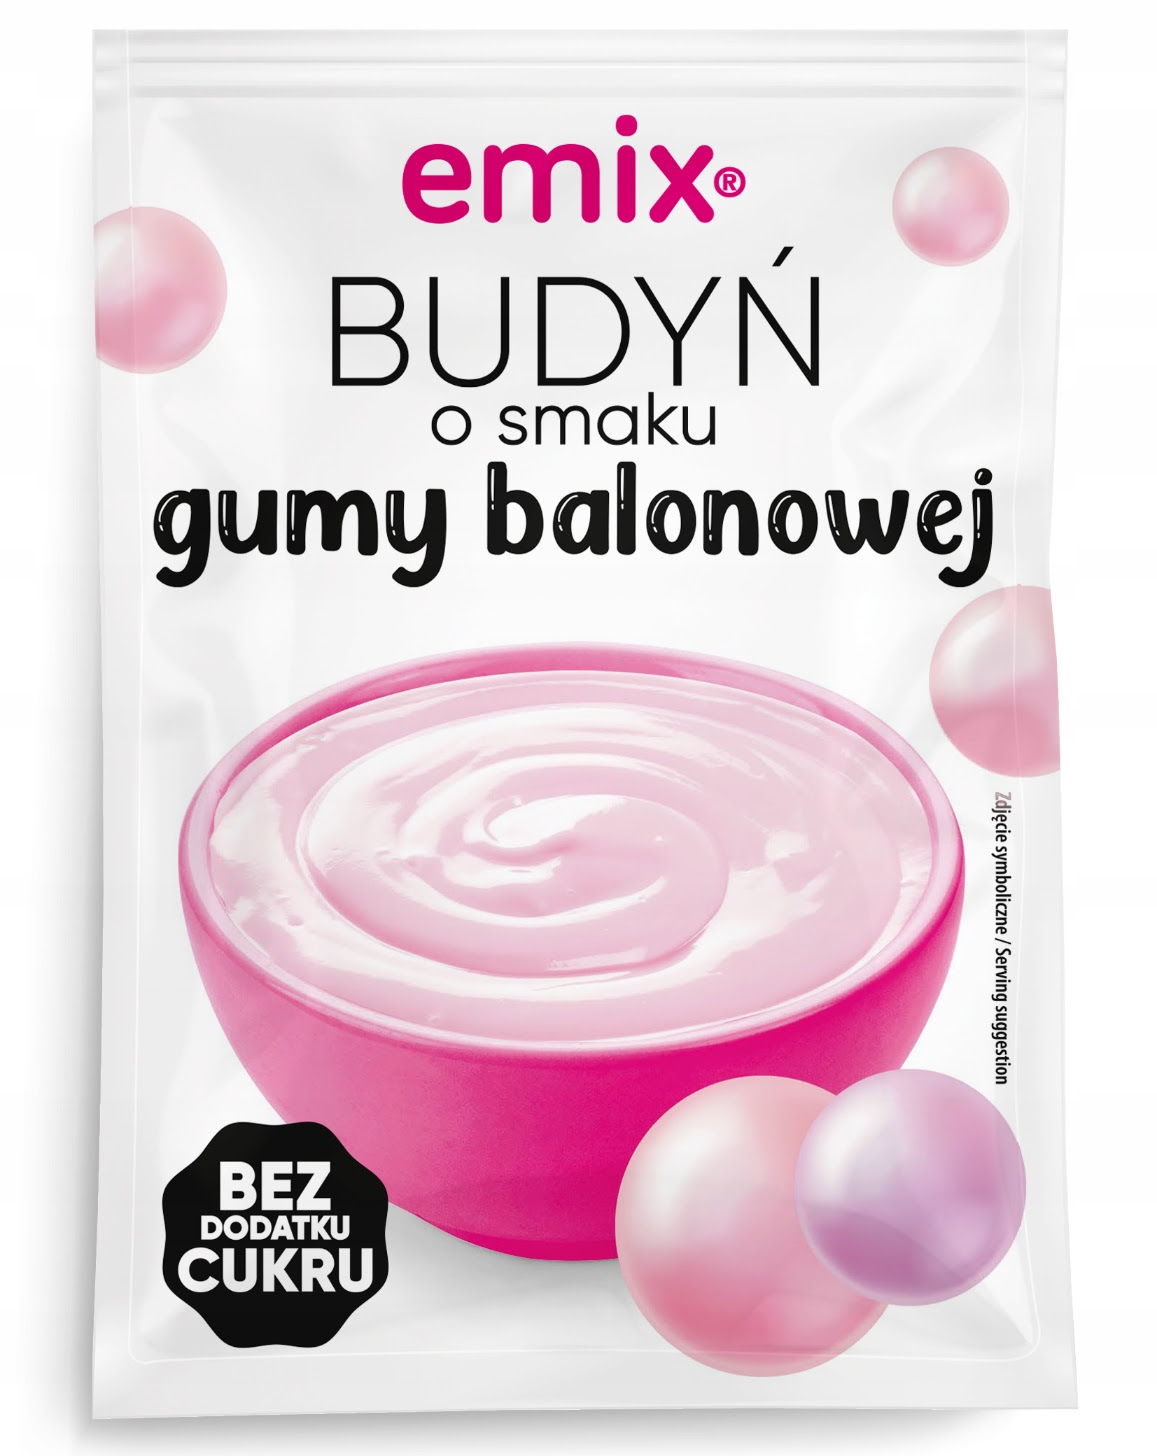 emix®
BUDYŃ
o smaku
gumy balonowej
Zdjęcie symboliczne / Serving suggestion
BEZ
DODATKU
CUKRU